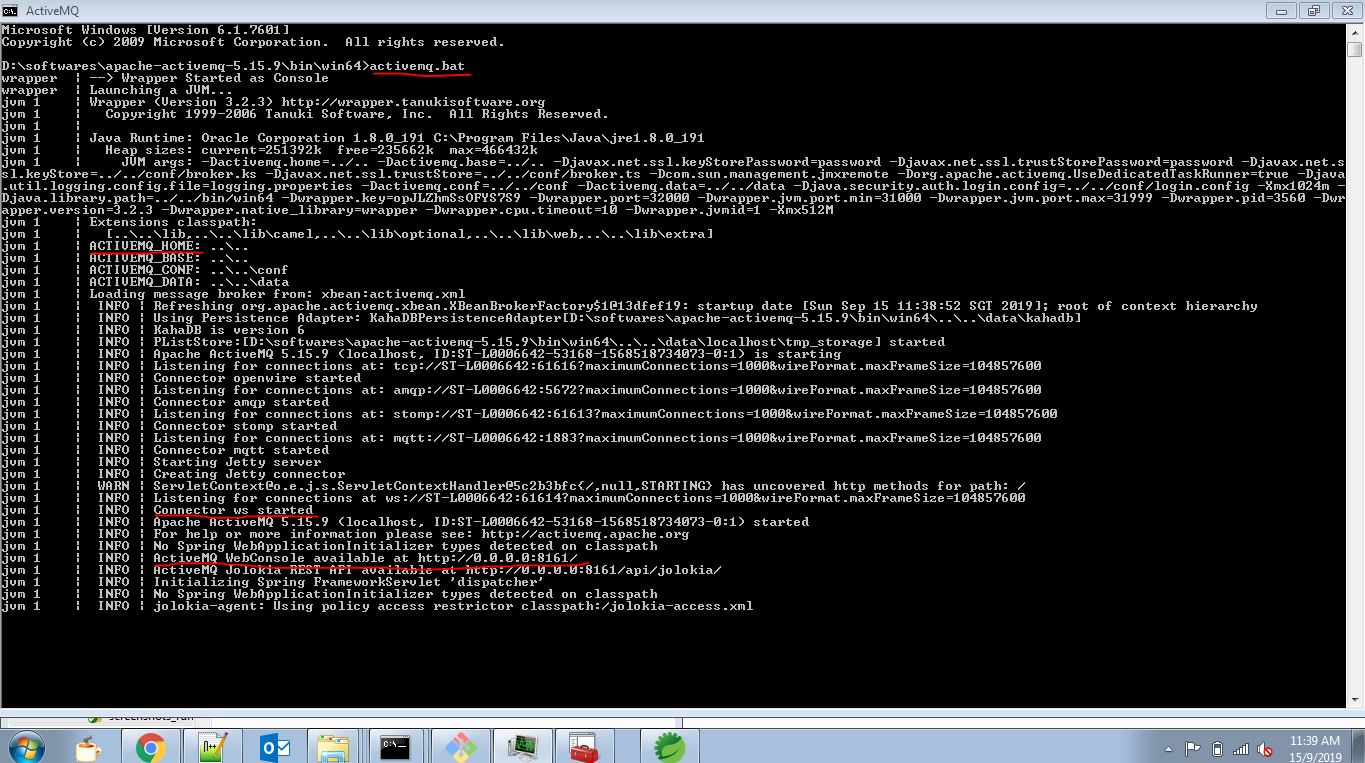 ActiveMQ
Microsoft Windows [Version 6.1.7601]
Copyright (c) 2009 Microsoft Corporation.  All rights reserved.
D:\softwares\apache-activemq-5.15.9\bin\win64>activemq.bat
wrapper  | --> Wrapper Started as Console
wrapper  | Launching a JVM...
jvm 1    | Wrapper (Version 3.2.3) http://wrapper.tanukisoftware.org
jvm 1    |   Copyright 1999-2006 Tanuki Software, Inc.  All Rights Reserved.
jvm 1    |
jvm 1    | Java Runtime: Oracle Corporation 1.8.0_191 C:\Program Files\Java\jre1.8.0_191
jvm 1    |   Heap sizes: current=251392k  free=235662k  max=466432k
jvm 1    |     JVM args: -Dactivemq.home=../.. -Dactivemq.base=../.. -Djavax.net.ssl.keyStorePassword=password -Djavax.net.ssl.trustStorePassword=password -Djavax.net.s
sl.keyStore=../../conf/broker.ks -Djavax.net.ssl.trustStore=../../conf/broker.ts -Dcom.sun.management.jmxremote -Dorg.apache.activemq.UseDedicatedTaskRunner=true -Djava
.util.logging.config.file=logging.properties -Dactivemq.conf=../../conf -Dactivemq.data=../../data -Djava.security.auth.login.config=../../conf/login.config -Xmx1024m -
Djava.library.path=../../bin/win64 -Dwrapper.key=opJLZhmSsOFYS7S9 -Dwrapper.port=32000 -Dwrapper.jvm.port.min=31000 -Dwrapper.jvm.port.max=31999 -Dwrapper.pid=3560 -Dwr
apper.version=3.2.3 -Dwrapper.native_library=wrapper -Dwrapper.cpu.timeout=10 -Dwrapper.jvmid=1 -Xmx512M
jvm 1    | Extensions classpath:
jvm 1    |   [..\..\lib,..\..\lib\camel,..\..\lib\optional,..\..\lib\web,..\..\lib\extra]
jvm 1    | ACTIVEMQ_HOME: ..\..
jvm 1    | ACTIVEMQ_BASE: ..\..
jvm 1    | ACTIVEMQ_CONF: ..\..\conf
jvm 1    | ACTIVEMQ_DATA: ..\..\data
jvm 1    | Loading message broker from: xbean:activemq.xml
jvm 1    |  INFO | Refreshing org.apache.activemq.xbean.XBeanBrokerFactory$1@13dfef19: startup date [Sun Sep 15 11:38:52 SGT 2019]; root of context hierarchy
jvm 1    |  INFO | Using Persistence Adapter: KahaDBPersistenceAdapter[D:\softwares\apache-activemq-5.15.9\bin\win64\..\..\data\kahadb]
jvm 1    |  INFO | KahaDB is version 6
jvm 1    |  INFO | PListStore:[D:\softwares\apache-activemq-5.15.9\bin\win64\..\..\data\localhost\tmp_storage] started
jvm 1    |  INFO | Apache ActiveMQ 5.15.9 (localhost, ID:ST-L0006642-53168-1568518734073-0:1) is starting
jvm 1    |  INFO | Listening for connections at: tcp://ST-L0006642:61616?maximumConnections=1000&wireFormat.maxFrameSize=104857600
jvm 1    |  INFO | Connector openwire started
jvm 1    |  INFO | Listening for connections at: amqp://ST-L0006642:5672?maximumConnections=1000&wireFormat.maxFrameSize=104857600
jvm 1    |  INFO | Connector amqp started
jvm 1    |  INFO | Listening for connections at: stomp://ST-L0006642:61613?maximumConnections=1000&wireFormat.maxFrameSize=104857600
jvm 1    |  INFO | Connector stomp started
jvm 1    |  INFO | Listening for connections at: mqtt://ST-L0006642:1883?maximumConnections=1000&wireFormat.maxFrameSize=104857600
jvm 1    |  INFO | Connector mqtt started
jvm 1    |  INFO | Starting Jetty server
jvm 1    |  INFO | Creating Jetty connector
jvm 1    |  WARN | ServletContext@o.e.j.s.ServletContextHandler@5c2b3bfc{/,null,STARTING} has uncovered http methods for path: /
jvm 1    |  INFO | Listening for connections at ws://ST-L0006642:61614?maximumConnections=1000&wireFormat.maxFrameSize=104857600
jvm 1    |  INFO | Connector ws started
jvm 1    |  INFO | Apache ActiveMQ 5.15.9 (localhost, ID:ST-L0006642-53168-1568518734073-0:1) started
jvm 1    |  INFO | For help or more information please see: http://activemq.apache.org
jvm 1    |  INFO | No Spring WebApplicationInitializer types detected on classpath
jvm 1    |  INFO | ActiveMQ WebConsole available at http://0.0.0.0:8161/
jvm 1    |  INFO | ActiveMQ Jolokia REST API available at http://0.0.0.0:8161/api/jolokia/
jvm 1    |  INFO | Initializing Spring FrameworkServlet 'dispatcher'
jvm 1    |  INFO | No Spring WebApplicationInitializer types detected on classpath
jvm 1    |  INFO | jolokia-agent: Using policy access restrictor classpath:/jolokia-access.xml
screenshots_run
11:39 AM
15/9/2019